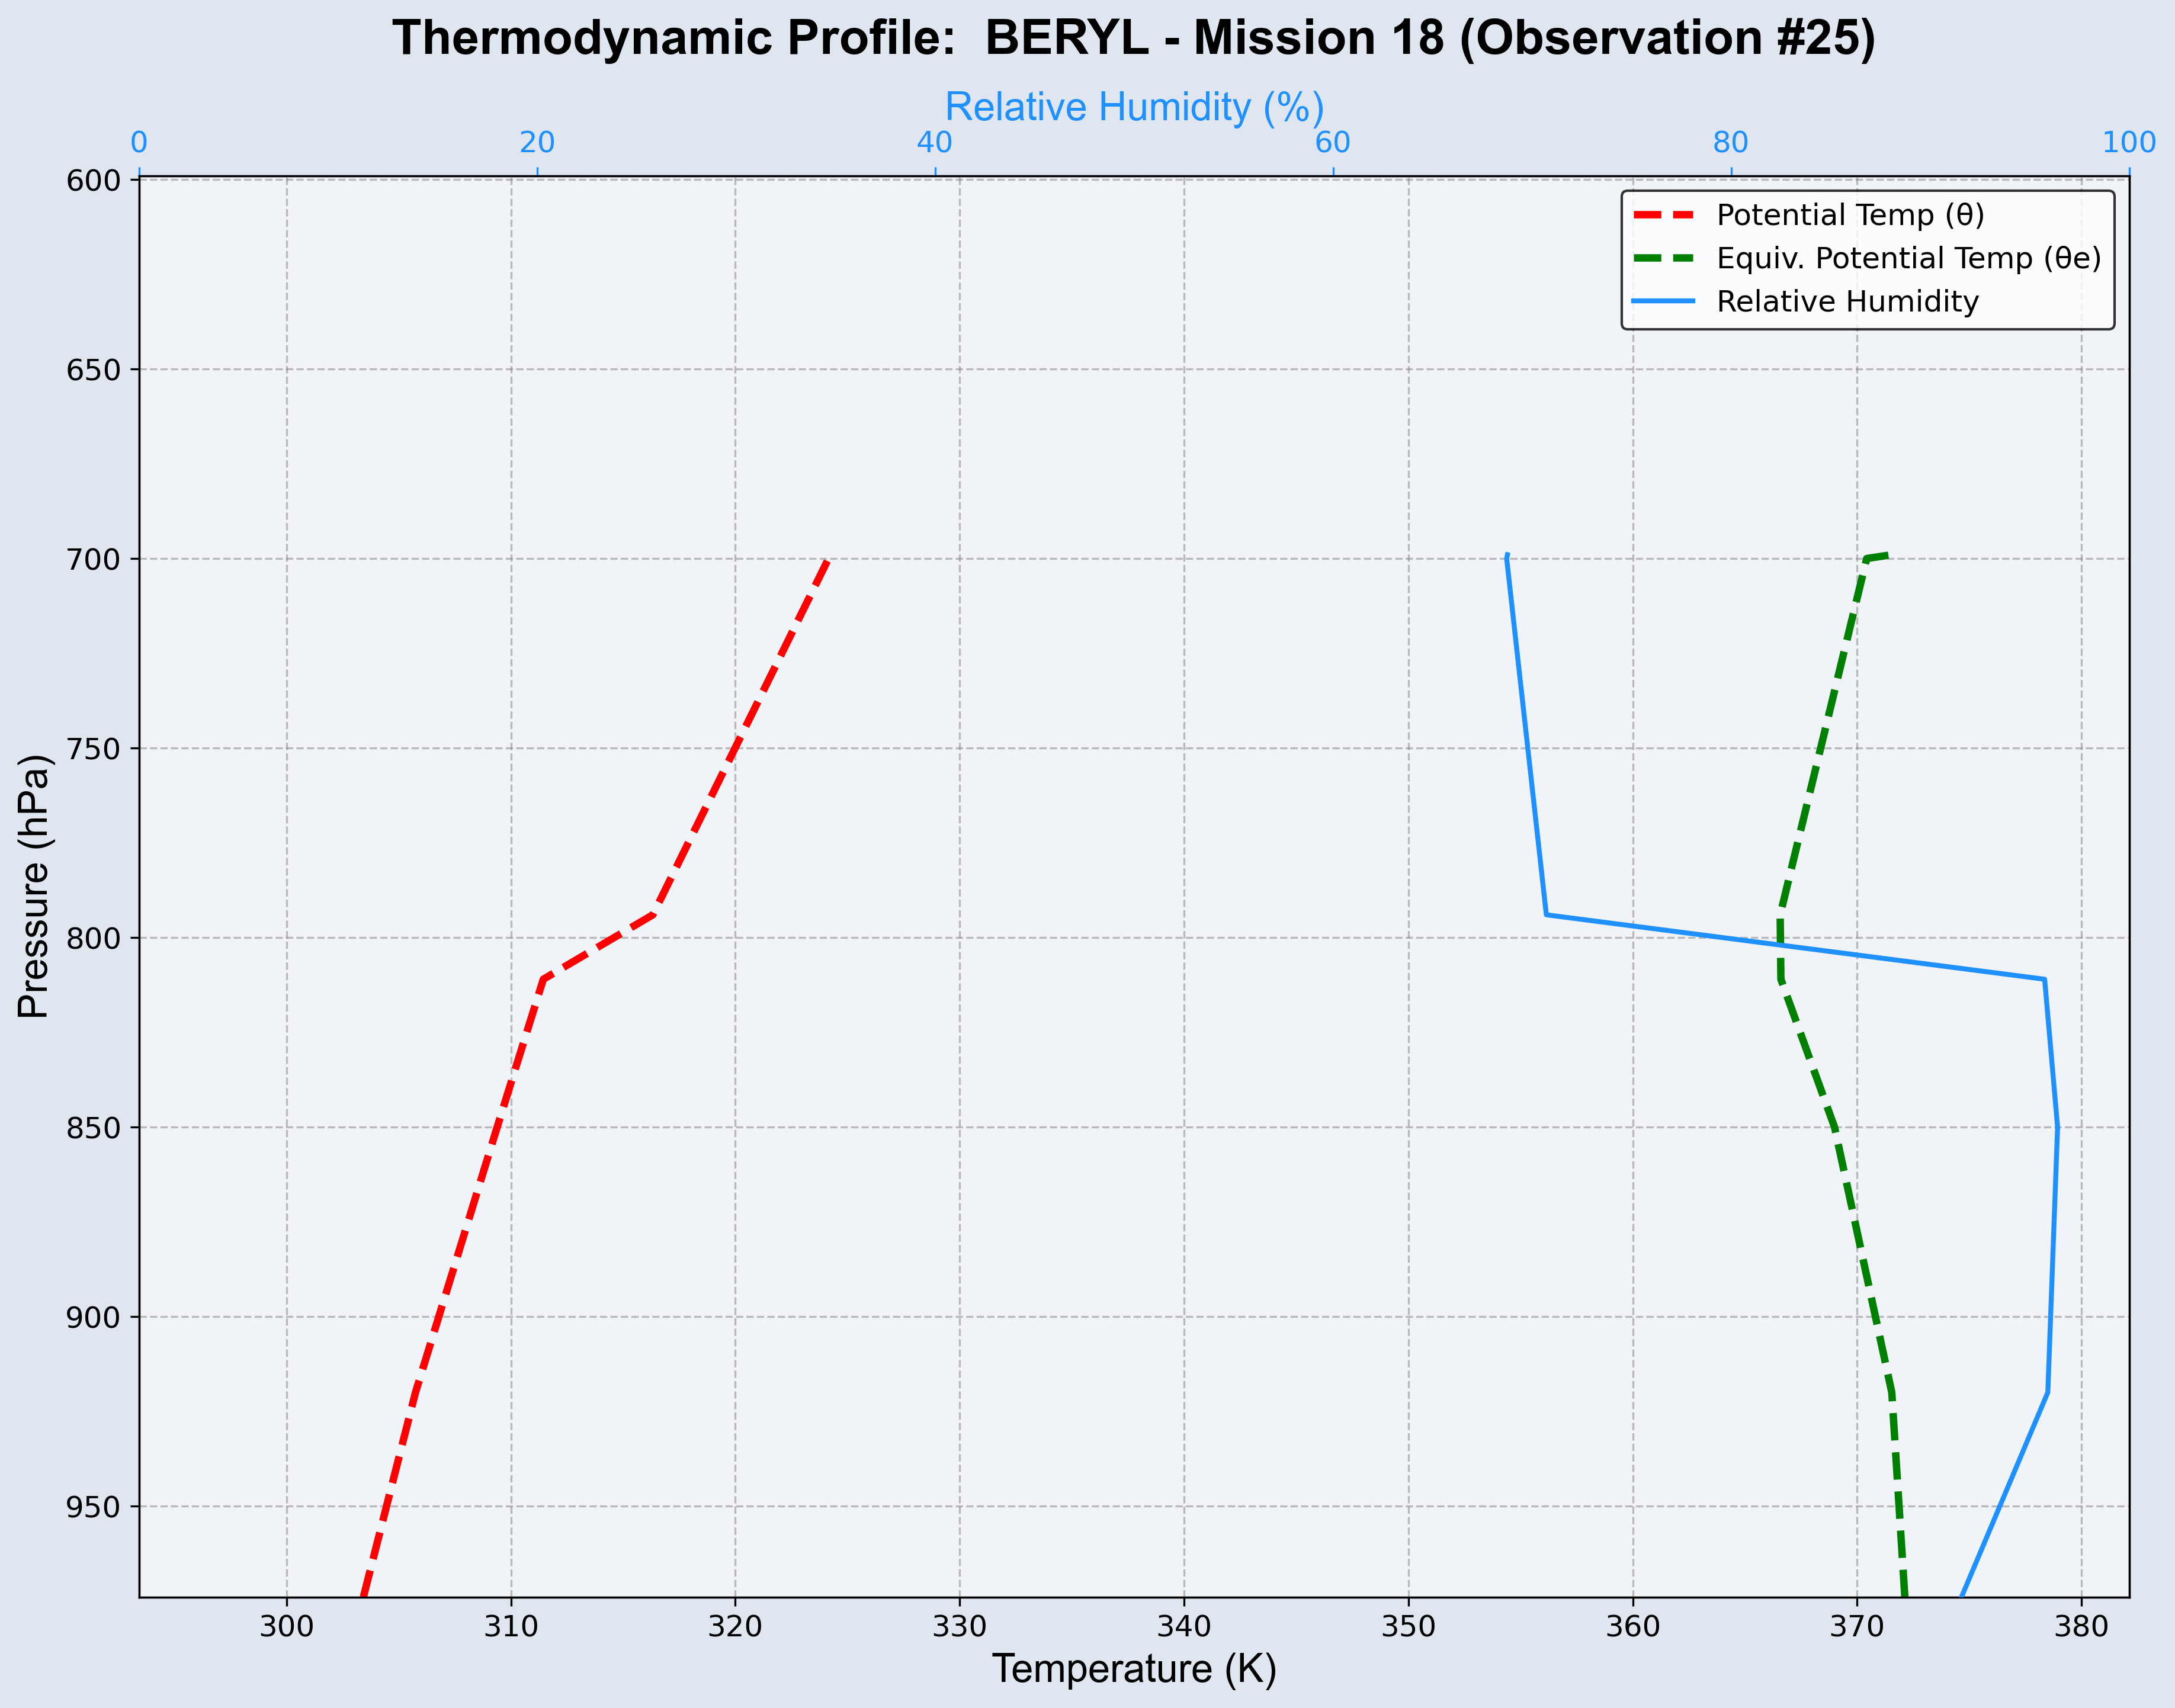 Thermodynamic Profile:  BERYL - Mission 18 (Observation #25)
Relative Humidity (%)
0 20 40 60 80 100
Potential Temp (θ)
Equiv. Potential Temp (θe)
Relative Humidity
600
650
700
750
800
850
900
950
Pressure (hPa)
300 310 320 330 340 350 360 370 380
Temperature (K)